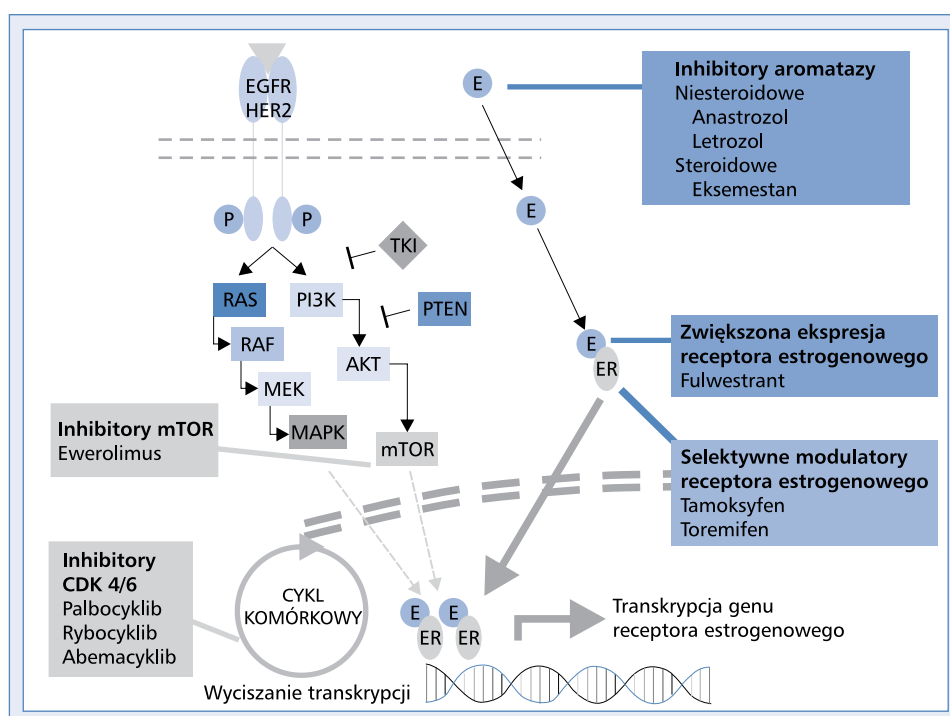 EGFR
HER2
E
Inhibitory aromatazy
Niesteroidowe
Anastrozol
Letrozol
Steroidowe
Eksemestan
P
P
E
TKI
RAS
PI3K
PTEN
RAF
AKT
MEK
MAPK
mTOR
E
ER
Zwiększona ekspresja
receptora estrogenowego
Fulwestrant
Inhibitory mTOR
Ewerolimus
Selektywne modulatory
receptora estrogenowego
Tamoksyfen
Toremifen
Inhibitory
CDK 4/6
Palbocyklib
Rybocyklib
Abemacyklib
CYKL
KOMÓRKOWY
E
E
ER
ER
Transkrypcja genu
receptora estrogenowego
Wyciszanie transkrypcji